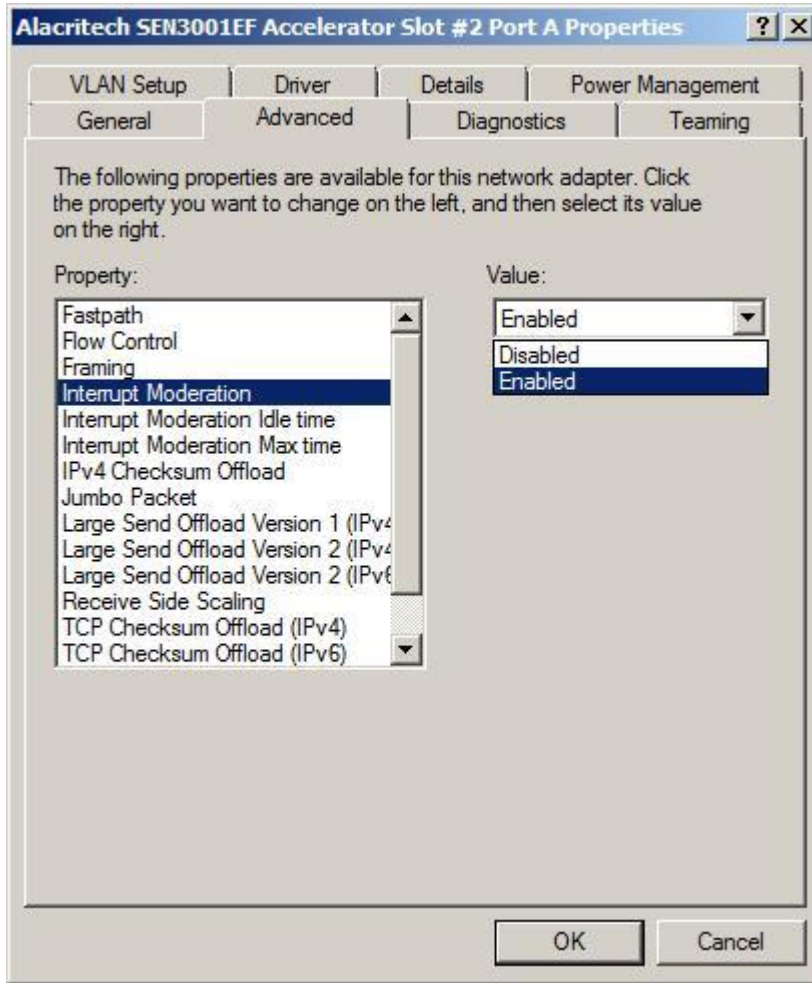 Alacritech SEN3001EF Accelerator Slot #2 Port A Properties
VLAN Setup
Driver
Details
Power Management
General
Advanced
Diagnostics
Teaming
The following properties are available for this network adapter. Click
the property you want to change on the left, and then select its value
on the right.
Property:
Fastpath
Flow Control
Framing
Interrupt Moderation
Interrupt Moderation Idle time
Interrupt Moderation Max time
IPv4 Checksum Offload
Jumbo Packet
Large Send Offload Version 1 (IPv4
Large Send Offload Version 2 (IPv4
Large Send Offload Version 2 (IPv6
Receive Side Scaling
TCP Checksum Offload (IPv4)
TCP Checksum Offload (IPv6)
Value:
Enabled
Disabled
Enabled
OK
Cancel